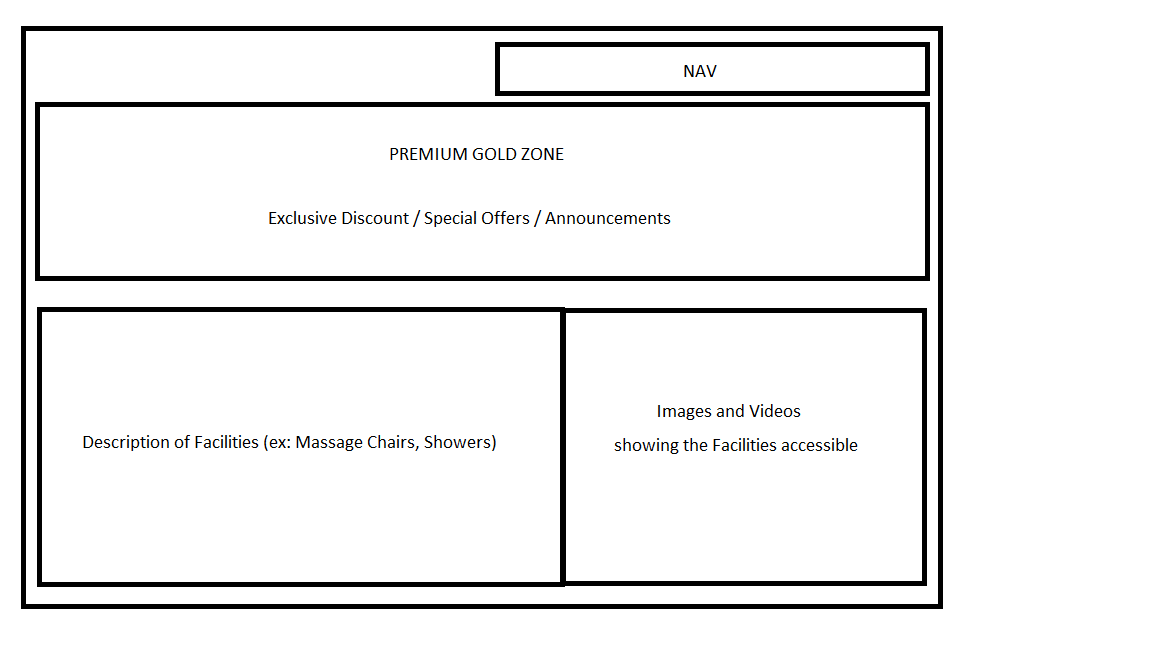 NAV
PREMIUM GOLD ZONE
Exclusive Discount / Special Offers / Announcements
Description of Facilities (ex: Massage Chairs, Showers)
Images and Videos
showing the Facilities accessible